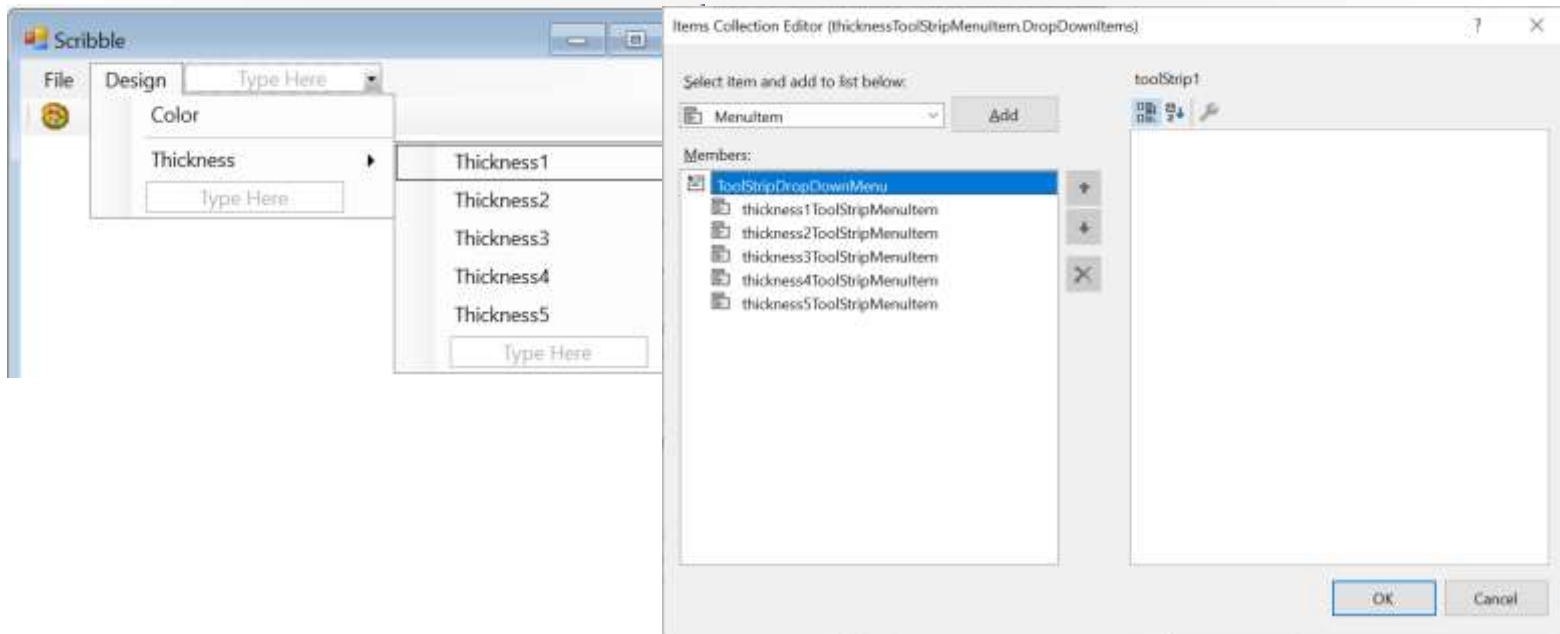 Scribble
File Design Type Here
Color
Thickness
Type Here
Thickness1
Thickness2
Thickness3
Thickness4
Thickness5
Type Here
Items Collection Editor (thicknessToolStripMenuItem.DropDownItems)
Select item and add to list below:
MenuItem Add
Members:
ToolStripDropDownMenu
thickness1ToolStripMenuItem
thickness2ToolStripMenuItem
thickness3ToolStripMenuItem
thickness4ToolStripMenuItem
thickness5ToolStripMenuItem
toolStrip1
OK Cancel